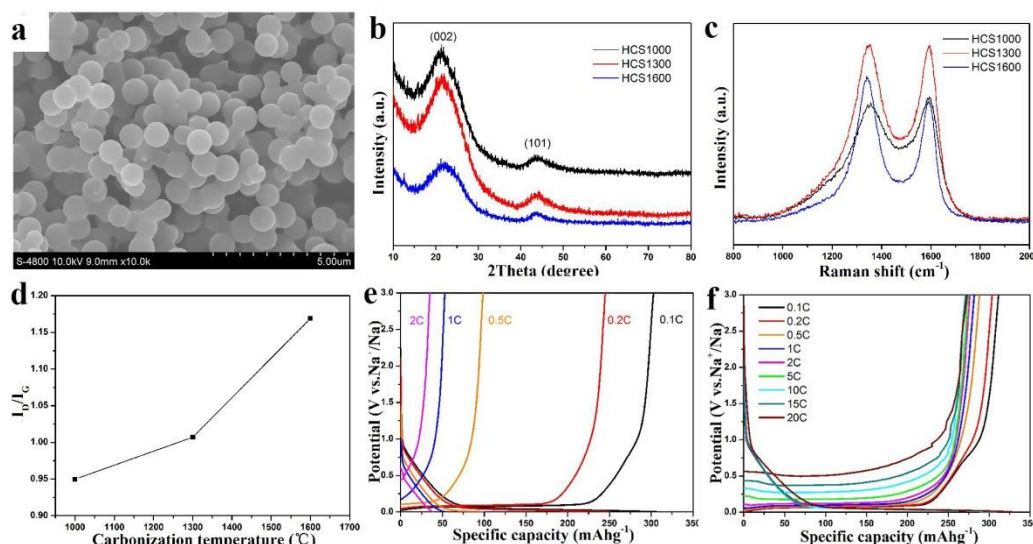 a
S-4800 10.0kV 9.0mm x10.0k 5.00um
b
(002)
(101)
HCS1000
HCS1300
HCS1600
Intensity (a.u.)
10 20 30 40 50 60 70 80
2Theta (degree)
c
HCS1000
HCS1300
HCS1600
Intensity (a.u.)
800 1000 1200 1400 1600 1800 2000
Raman shift (cm-1)
d
1.20
1.15
1.10
1.05
1.00
0.95
0.90
ID/IG
1000 1100 1200 1300 1400 1500 1600 1700
Carbonization temperature (℃)
e
2C 1C 0.5C 0.2C 0.1C
3.0
2.5
2.0
1.5
1.0
0.5
0.0
Potential (V vs.Na+/Na)
0 50 100 150 200 250 300 350
Specific capacity (mAhg-1)
f
0.1C
0.2C
0.5C
1C
2C
5C
10C
15C
20C
3.0
2.5
2.0
1.5
1.0
0.5
0.0
Potential (V vs.Na+/Na)
0 50 100 150 200 250 300 350
Specific capacity (mAhg-1)